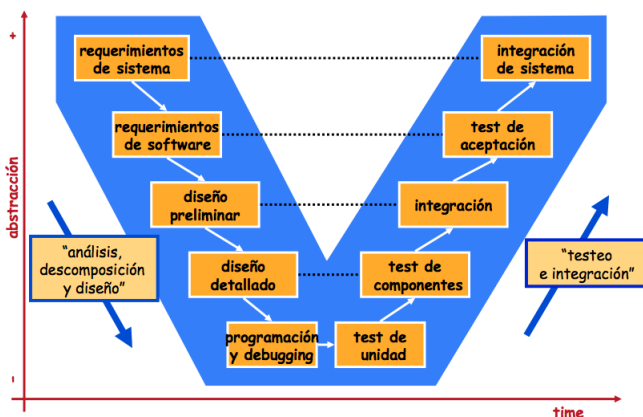 +
requerimientos
de sistema
integración
de sistema
requerimientos
de software
test de
aceptación
abstracción
diseño
preliminar
integración
"análisis,
descomposición
y diseño"
diseño
detallado
test de
componentes
"testeo
e integración"
programación
y debugging
test de
unidad
-
time